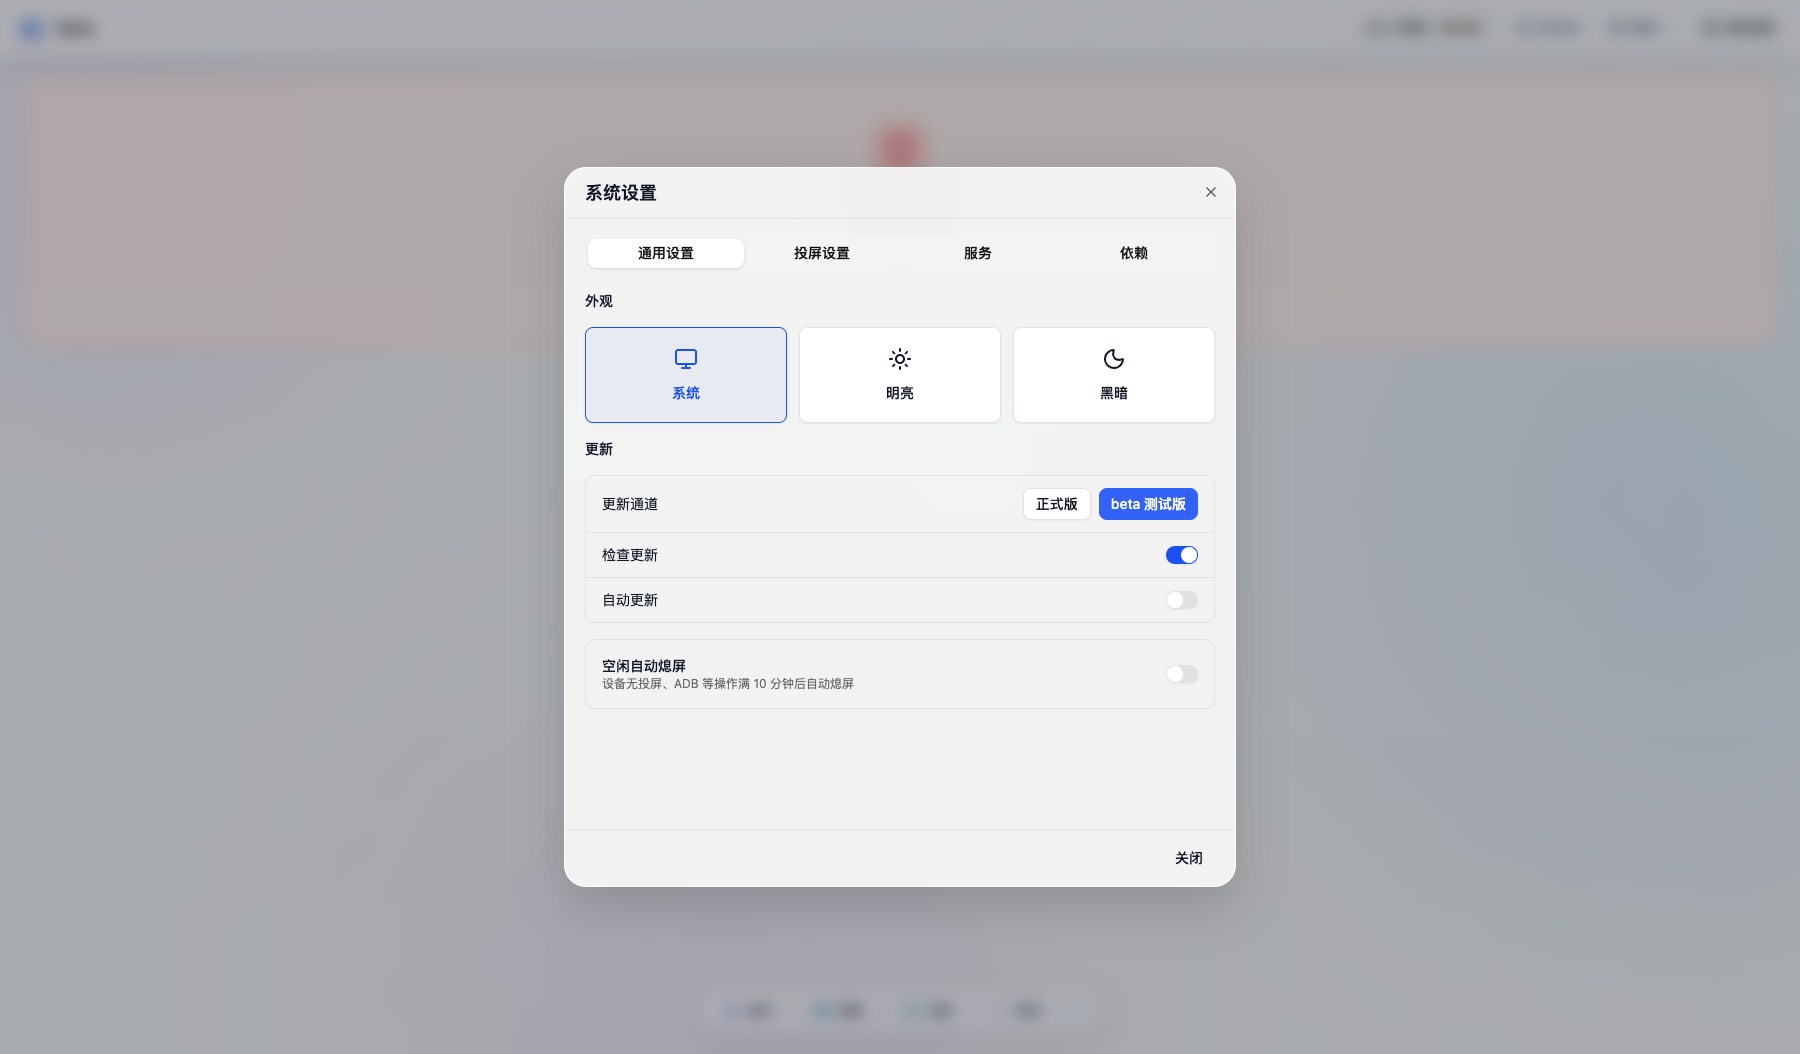 系统设置
通用设置 投屏设置 服务 依赖
外观
系统 明亮 黑暗
更新
更新通道 正式版 beta 测试版
检查更新
自动更新
空闲自动熄屏
设备无投屏、ADB 等操作满 10 分钟后自动熄屏
关闭